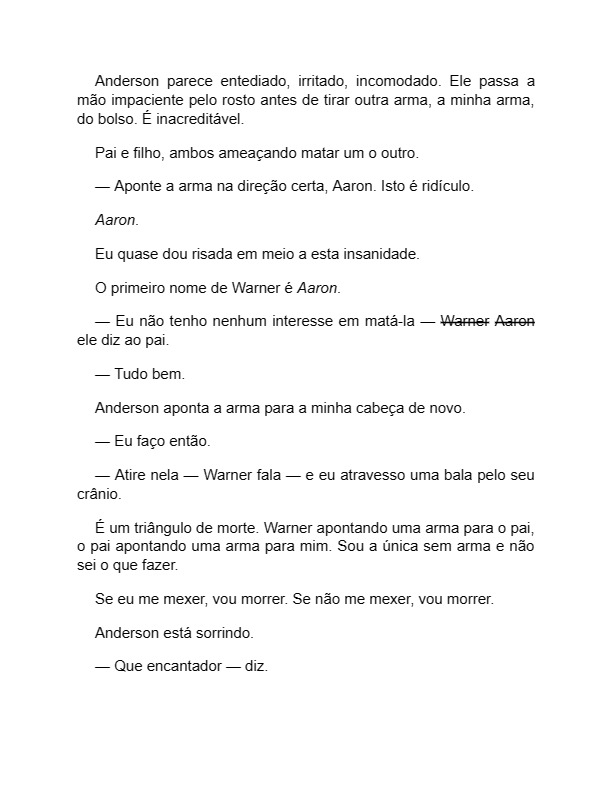 Anderson parece entediado, irritado, incomodado. Ele passa a
mão impaciente pelo rosto antes de tirar outra arma, a minha arma,
do bolso. É inacreditável.
Pai e filho, ambos ameaçando matar um o outro.
— Aponte a arma na direção certa, Aaron. Isto é ridículo.
Aaron.
Eu quase dou risada em meio a esta insanidade.
O primeiro nome de Warner é Aaron.
— Eu não tenho nenhum interesse em matá-la — Warner Aaron
ele diz ao pai.
— Tudo bem.
Anderson aponta a arma para a minha cabeça de novo.
— Eu faço então.
— Atire nela — Warner fala — e eu atravesso uma bala pelo seu
crânio.
É um triângulo de morte. Warner apontando uma arma para o pai,
o pai apontando uma arma para mim. Sou a única sem arma e não
sei o que fazer.
Se eu me mexer, vou morrer. Se não me mexer, vou morrer.
Anderson está sorrindo.
— Que encantador — diz.